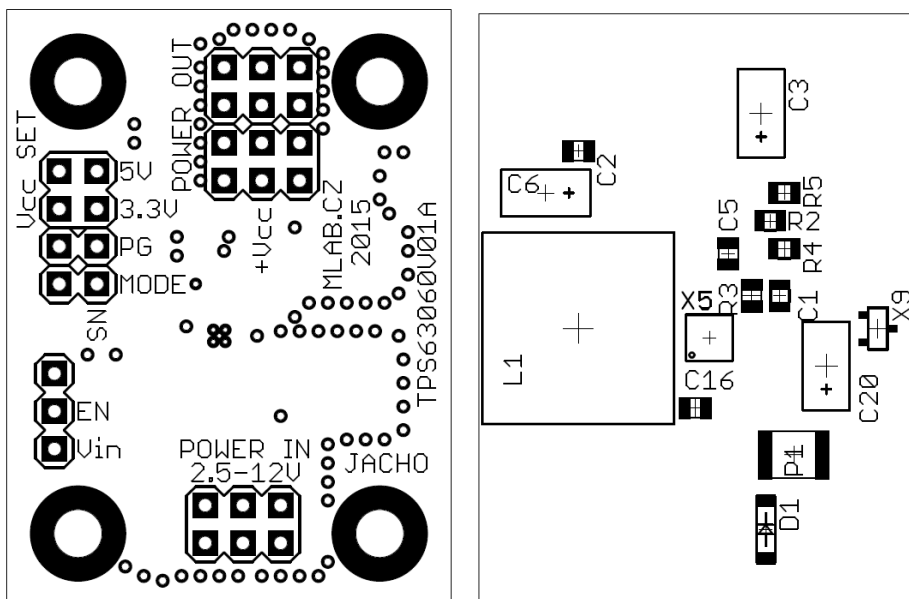 POWER OUT
Vcc SET
5V
3.3V
PG
MODE
SN
+Vcc
MLAB.CZ
2015
TPS63060V01A
EN
Vin
POWER IN
2.5-12V
JACHO
C3
C2
C6
R5
R2
C5
R4
R3
C1
X5
X9
L1
C16
C20
P1
D1